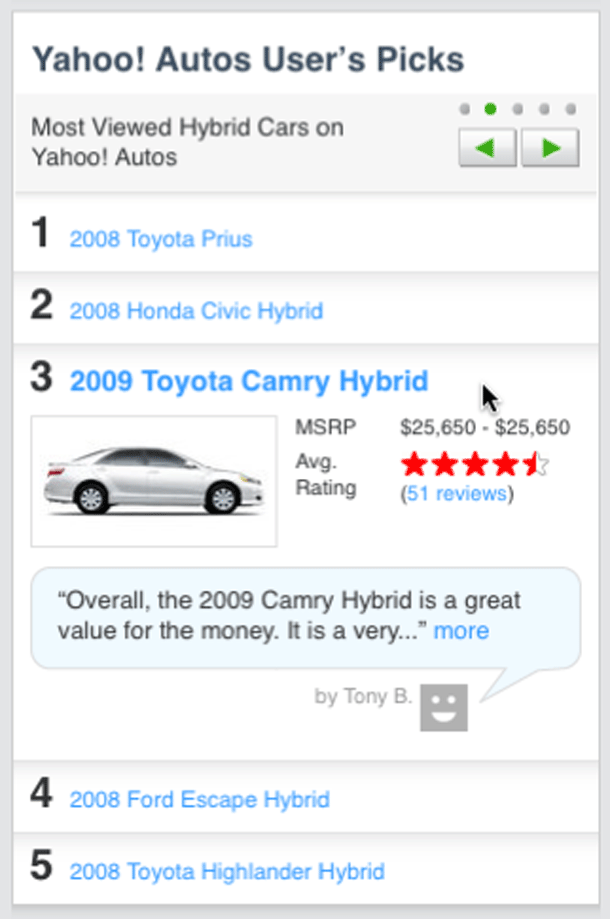 Yahoo! Autos User’s Picks
Most Viewed Hybrid Cars on
Yahoo! Autos
1 2008 Toyota Prius
2 2008 Honda Civic Hybrid
3 2009 Toyota Camry Hybrid
MSRP $25,650 - $25,650
Avg.
Rating
(51 reviews)
“Overall, the 2009 Camry Hybrid is a great
value for the money. It is a very...” more
by Tony B.
4 2008 Ford Escape Hybrid
5 2008 Toyota Highlander Hybrid